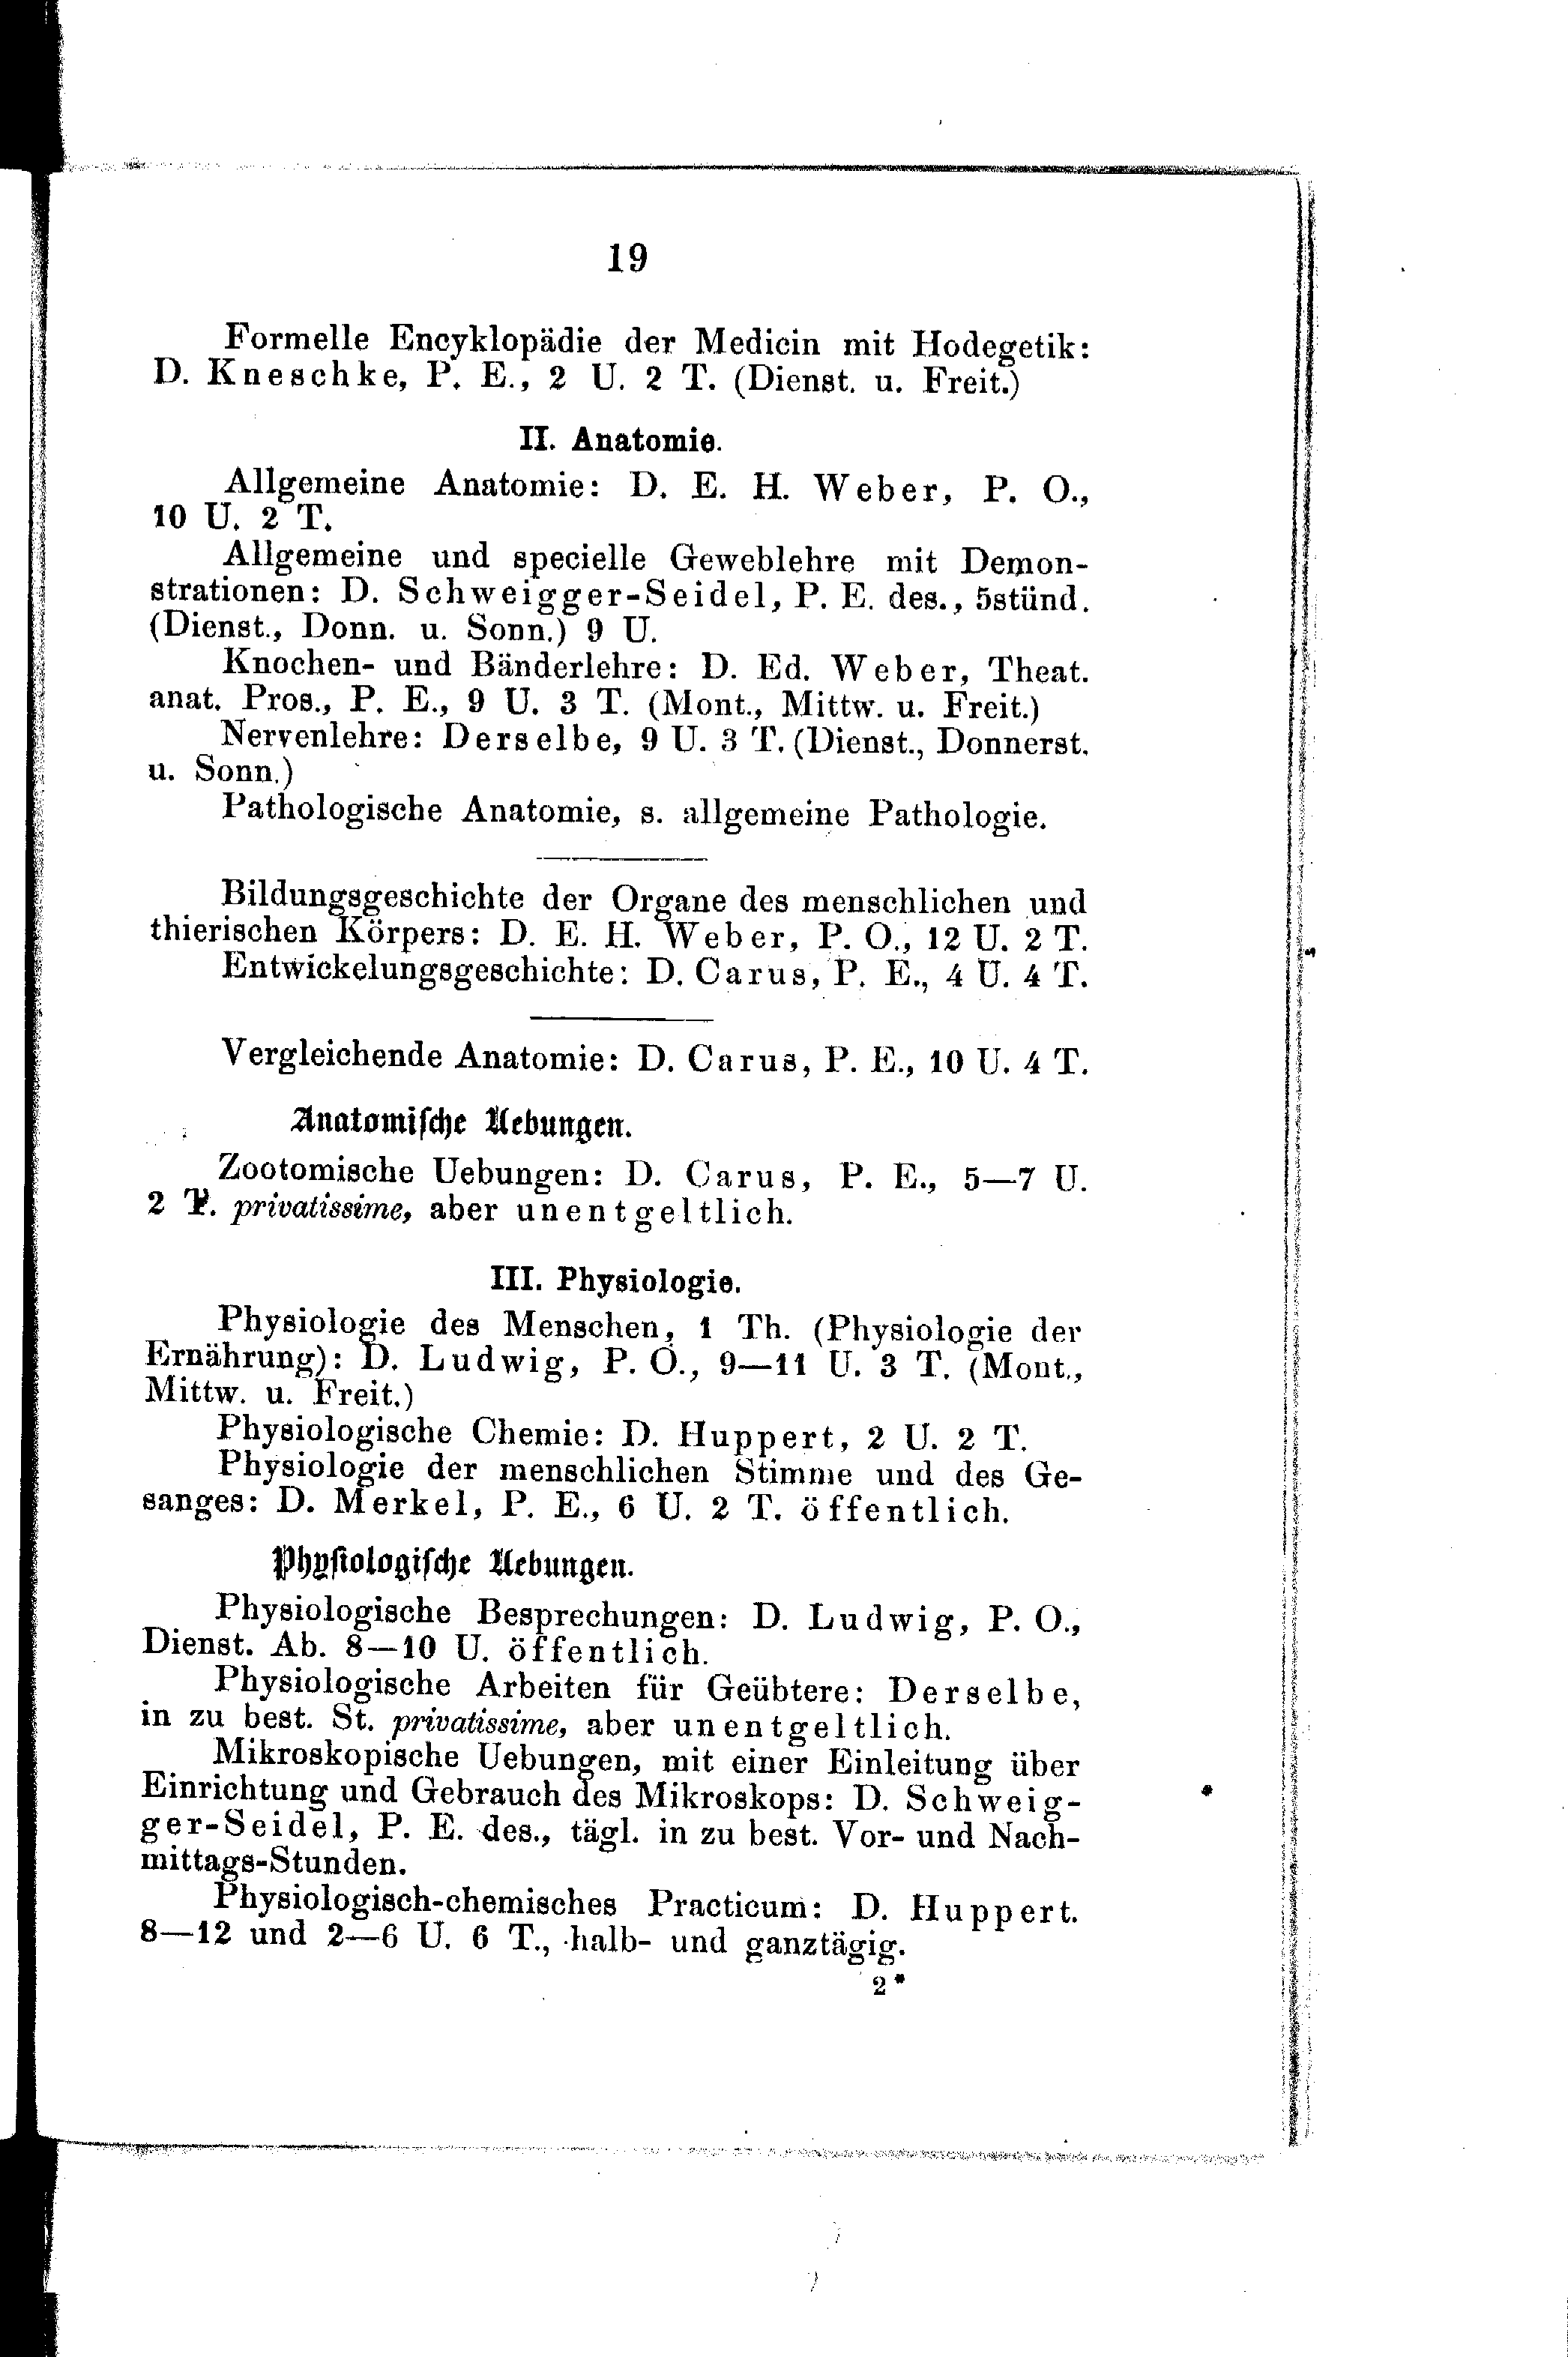 19
Formelle Encyklopädie der Medicin mit Hodegetik:
D. Kneschke, P. E., 2 U. 2 T. (Dienst. u. Freit.)
II. Anatomie.
Allgemeine Anatomie: D. E. H. Weber, P. O.,
10 U. 2 T.
Allgemeine und specielle Geweblehre mit Demon-
strationen: D. Schweigger-Seidel, P. E. des., 5stünd.
(Dienst., Donn. u. Sonn.) 9 U.
Knochen- und Bänderlehre: D. Ed. Weber, Theat.
anat. Pros., P. E., 9 U. 3 T. (Mont., Mittw. u. Freit.)
Nervenlehre: Derselbe, 9 U. 3 T. (Dienst., Donnerst.
u. Sonn.)
Pathologische Anatomie, s. allgemeine Pathologie.
Bildungsgeschichte der Organe des menschlichen und
thierischen Körpers: D. E. H. Weber, P. O., 12 U. 2 T.
Entwickelungsgeschichte: D. Carus, P. E., 4 U. 4 T.
Vergleichende Anatomie: D. Carus, P. E., 10 U. 4 T.
Anatomiſche Uebungen.
Zootomische Uebungen: D. Carus, P. E., 5—7 U.
2 T. privatissime, aber unentgeltlich.
III. Physiologie.
Physiologie des Menschen, 1 Th. (Physiologie der
Ernährung): D. Ludwig, P. O., 9—11 U. 3 T. (Mont.,
Mittw. u. Freit.)
Physiologische Chemie: D. Huppert, 2 U. 2 T.
Physiologie der menschlichen Stimme und des Ge-
sanges: D. Merkel, P. E., 6 U. 2 T. öffentlich.
Phyſiologiſche Uebungen.
Physiologische Besprechungen: D. Ludwig, P. O.,
Dienst. Ab. 8—10 U. öffentlich.
Physiologische Arbeiten für Geübtere: Derselbe,
in zu best. St. privatissime, aber unentgeltlich.
Mikroskopische Uebungen, mit einer Einleitung über
Einrichtung und Gebrauch des Mikroskops: D. Schweig-
ger-Seidel, P. E. des., tägl. in zu best. Vor- und Nach-
mittags-Stunden.
Physiologisch-chemisches Practicum: D. Huppert.
8—12 und 2—6 U. 6 T., halb- und ganztägig.
2*